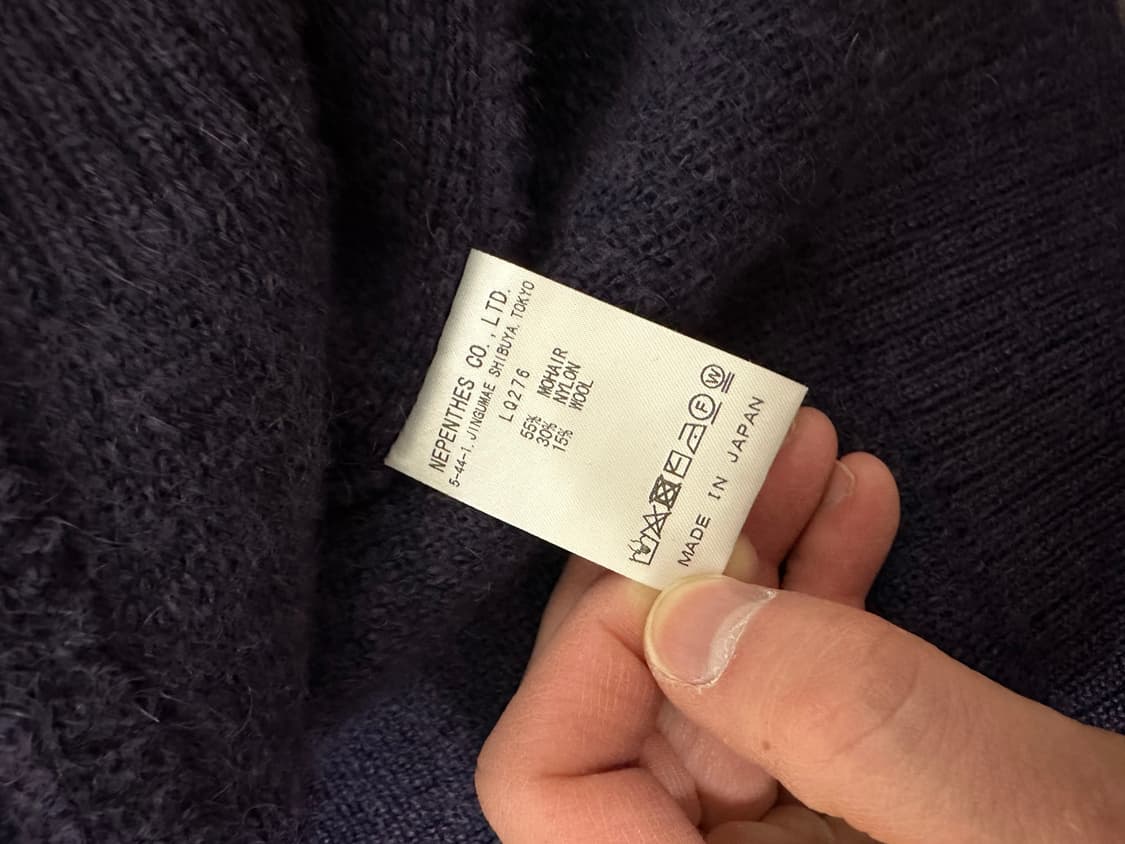 NEPENTHES CO., LTD.
5-44-1, JINGUMAE SHIBUYA, TOKYO
LQ276
55% MOHAIR
30% NYLON
15% WOOL
F W
MADE IN JAPAN